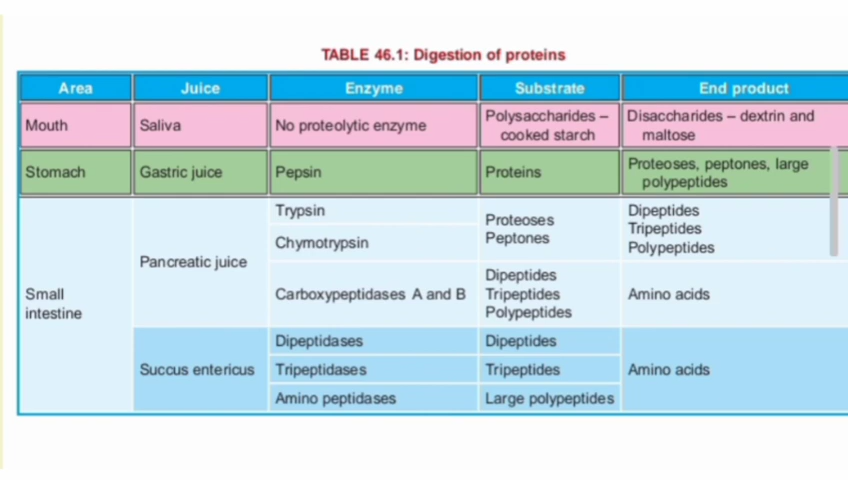 TABLE 46.1: Digestion of proteins
Area Juice Enzyme Substrate End product
Mouth Saliva No proteolytic enzyme Polysaccharides – cooked starch Disaccharides – dextrin and maltose
Stomach Gastric juice Pepsin Proteins Proteoses, peptones, large polypeptides
Small intestine
Pancreatic juice
Trypsin
Chymotrypsin
Proteoses
Peptones
Dipeptides
Tripeptides
Polypeptides
Carboxypeptidases A and B
Dipeptides
Tripeptides
Polypeptides
Amino acids
Succus entericus
Dipeptidases Dipeptides
Tripeptidases Tripeptides
Amino peptidases Large polypeptides
Amino acids